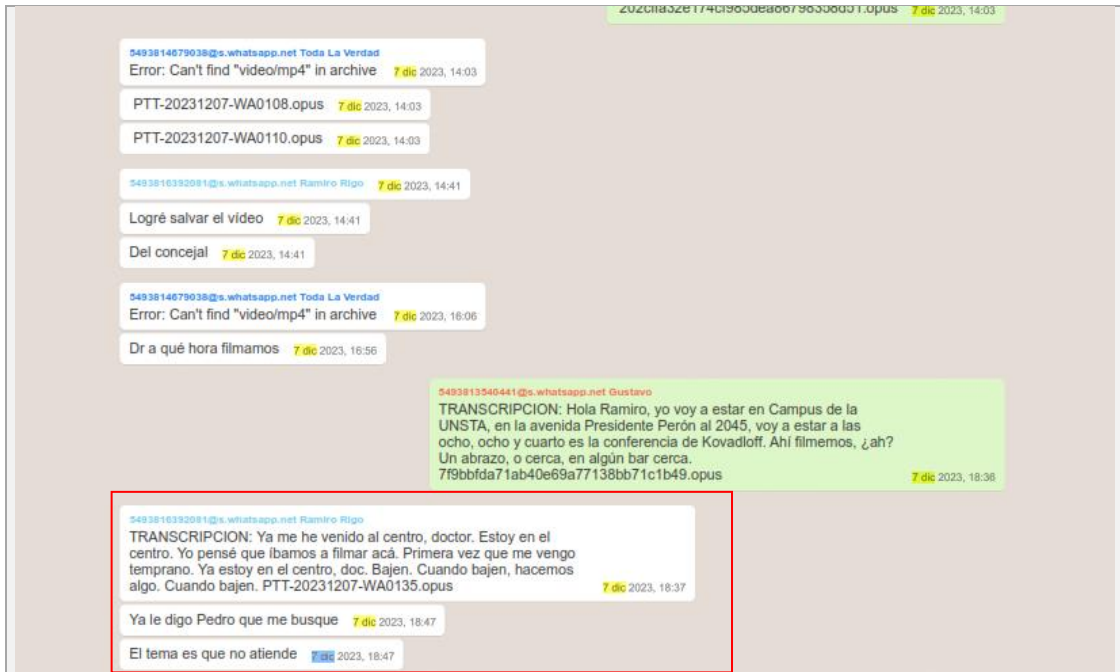 7 dic 2023, 14:03
5493814679038@s.whatsapp.net Toda La Verdad
Error: Can't find "video/mp4" in archive 7 dic 2023, 14:03
PTT-20231207-WA0108.opus 7 dic 2023, 14:03
PTT-20231207-WA0110.opus 7 dic 2023, 14:03
5493816392081@s.whatsapp.net Ramiro Rigo 7 dic 2023, 14:41
Logré salvar el vídeo 7 dic 2023, 14:41
Del concejal 7 dic 2023, 14:41
5493814679038@s.whatsapp.net Toda La Verdad
Error: Can't find "video/mp4" in archive 7 dic 2023, 16:06
Dr a qué hora filmamos 7 dic 2023, 16:56
5493813540441@s.whatsapp.net Gustavo
TRANSCRIPCION: Hola Ramiro, yo voy a estar en Campus de la
UNSTA, en la avenida Presidente Perón al 2045, voy a estar a las
ocho, ocho y cuarto es la conferencia de Kovadloff. Ahí filmemos, ¿ah?
Un abrazo, o cerca, en algún bar cerca.
7f9bbfda71ab40e69a77138bb71c1b49.opus 7 dic 2023, 18:36
5493816392081@s.whatsapp.net Ramiro Rigo
TRANSCRIPCION: Ya me he venido al centro, doctor. Estoy en el
centro. Yo pensé que íbamos a filmar acá. Primera vez que me vengo
temprano. Ya estoy en el centro, doc. Bajen. Cuando bajen, hacemos
algo. Cuando bajen. PTT-20231207-WA0135.opus 7 dic 2023, 18:37
Ya le digo Pedro que me busque 7 dic 2023, 18:47
El tema es que no atiende 7 dic 2023, 18:47